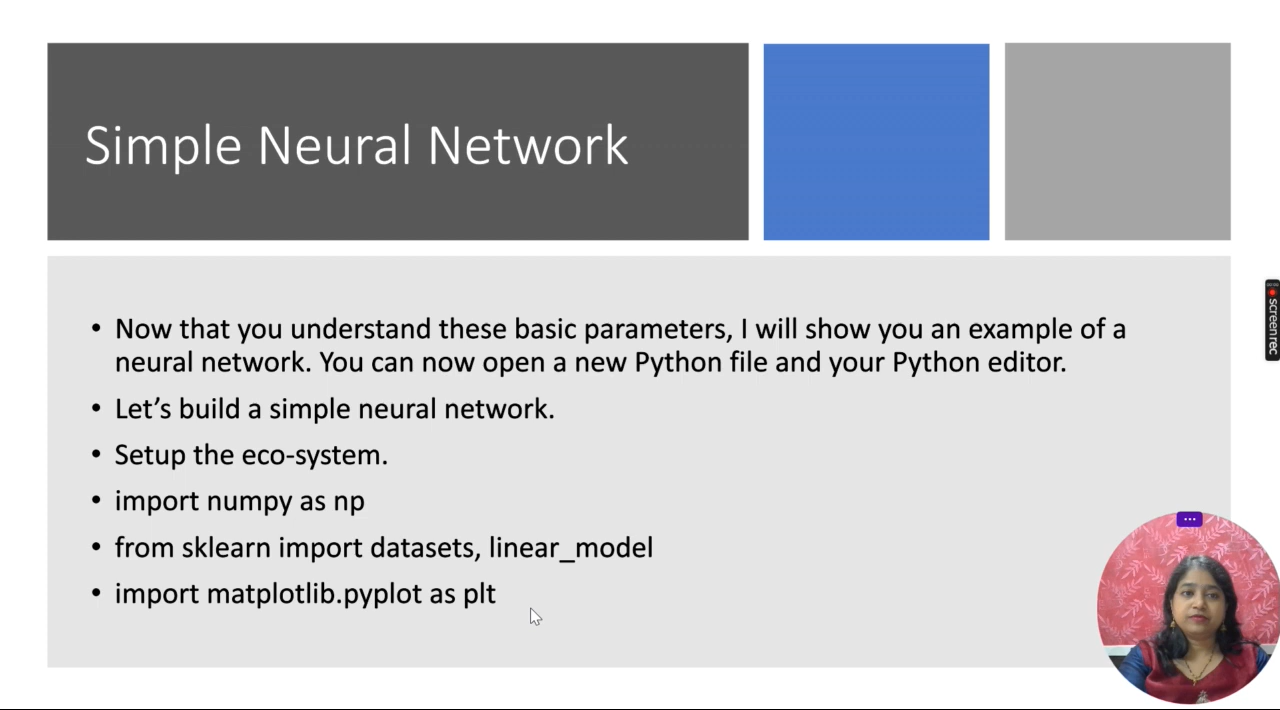 Simple Neural Network
• Now that you understand these basic parameters, I will show you an example of a
neural network. You can now open a new Python file and your Python editor.
• Let’s build a simple neural network.
• Setup the eco-system.
• import numpy as np
• from sklearn import datasets, linear_model
• import matplotlib.pyplot as plt
screenrec